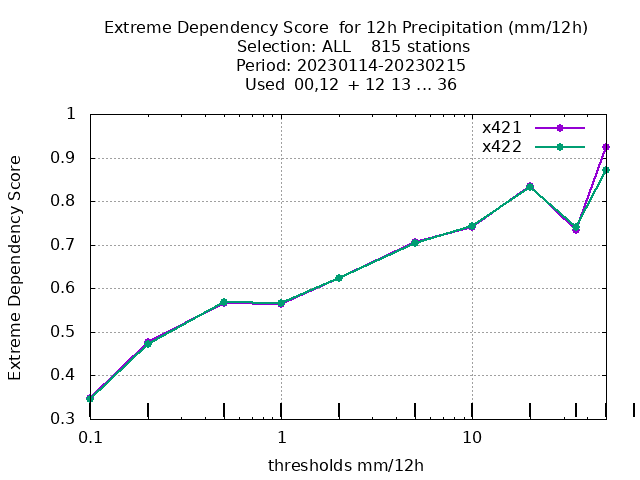 Extreme Dependency Score  for 12h Precipitation (mm/12h)
Selection: ALL    815 stations
Period: 20230114-20230215
Used  00,12  + 12 13 ... 36
x421
x422
Extreme Dependency Score
1
0.9
0.8
0.7
0.6
0.5
0.4
0.3
0.1
1
10
thresholds mm/12h